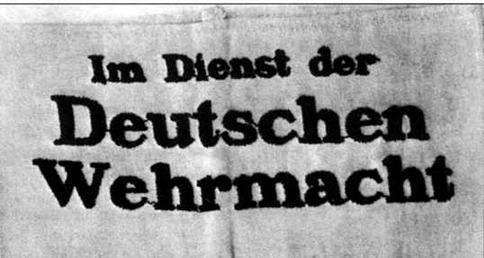 Im Dienst der
Deutschen
Wehrmacht